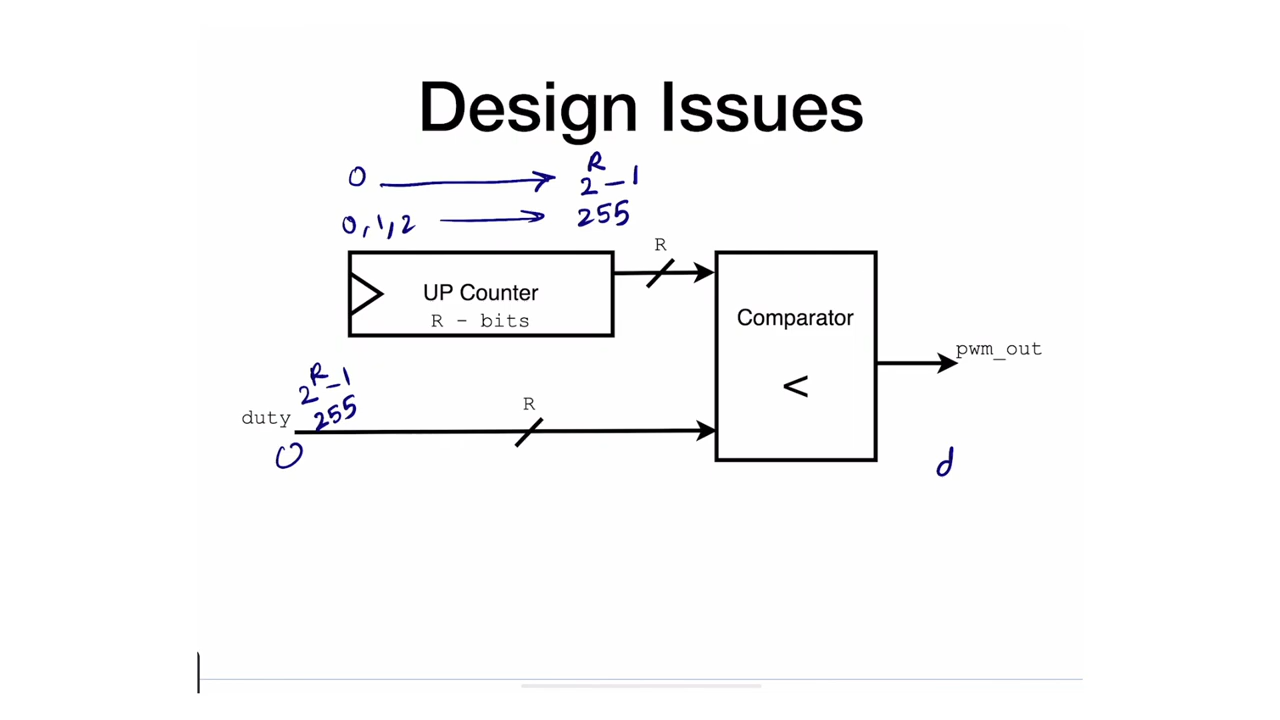 Design Issues
0 → 2^R-1
0,1,2 → 255
R
UP Counter
R - bits
Comparator
<
pwm_out
2^R-1
255
duty
0
R
d